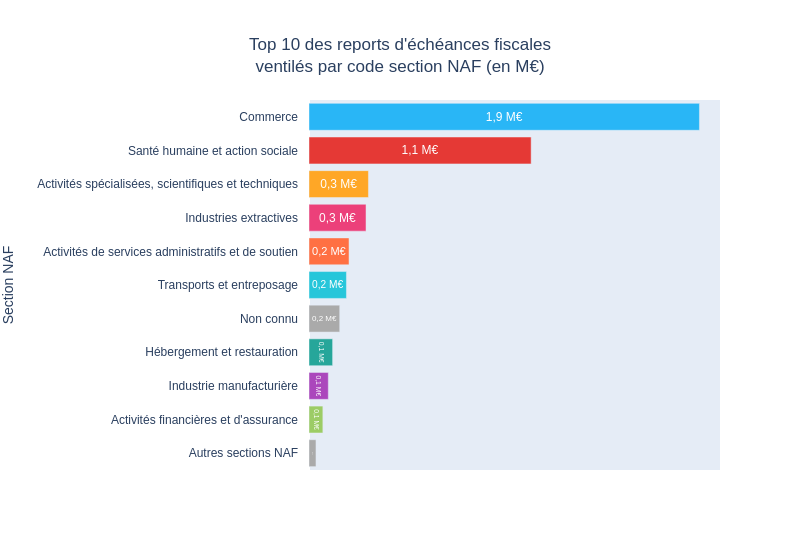 Top 10 des reports d'échéances fiscales
ventilés par code section NAF (en M€)
Section NAF
Commerce 1,9 M€
Santé humaine et action sociale 1,1 M€
Activités spécialisées, scientifiques et techniques 0,3 M€
Industries extractives 0,3 M€
Activités de services administratifs et de soutien 0,2 M€
Transports et entreposage 0,2 M€
Non connu 0,2 M€
Hébergement et restauration 0,1 M€
Industrie manufacturière 0,1 M€
Activités financières et d'assurance 0,1 M€
Autres sections NAF